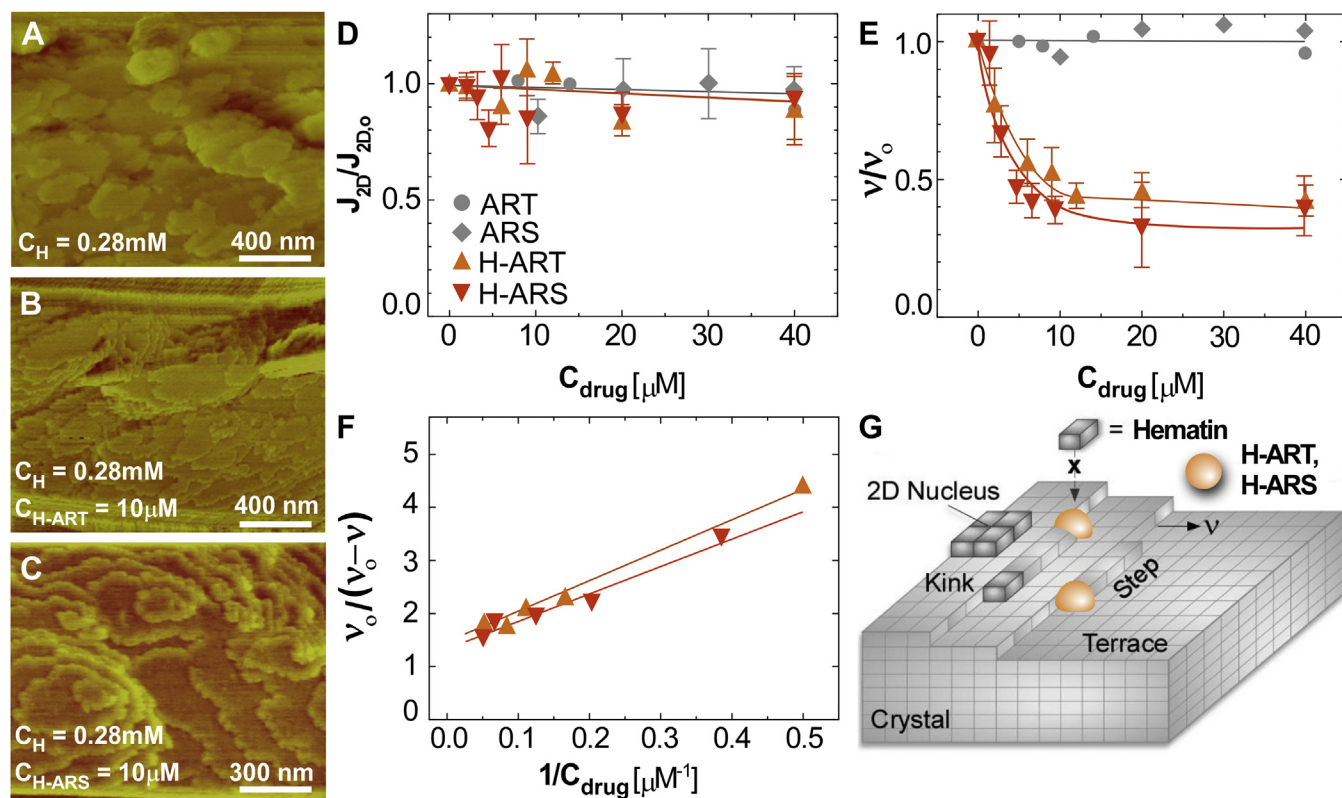 A
C_H = 0.28mM
400 nm
B
C_H = 0.28mM
C_H-ART = 10μM
400 nm
C
C_H = 0.28mM
C_H-ARS = 10μM
300 nm
D
J_2D/J_2D,o
1.0
0.5
0.0
ART
ARS
H-ART
H-ARS
0 10 20 30 40
C_drug [μM]
E
ν/ν_o
1.0
0.5
0.0
0 10 20 30 40
C_drug [μM]
F
ν_o/(ν_o–ν)
5
4
3
2
1
0
0.0 0.1 0.2 0.3 0.4 0.5
1/C_drug [μM⁻¹]
G
= Hematin
x
H-ART,
H-ARS
2D Nucleus
ν
Kink
Step
Terrace
Crystal